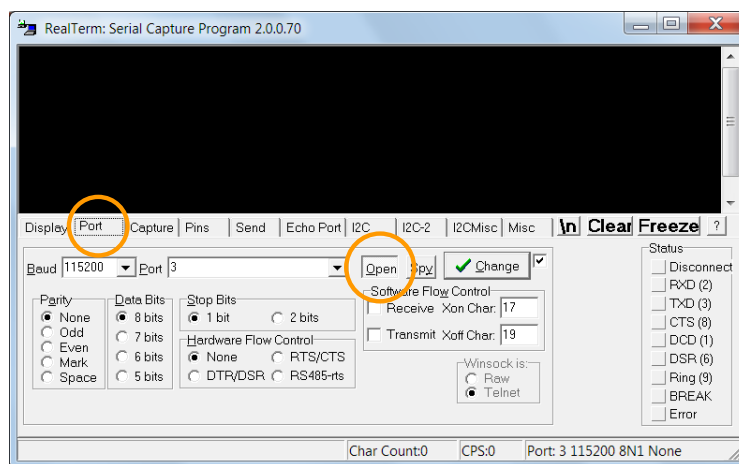 RealTerm: Serial Capture Program 2.0.0.70
Display Port Capture Pins Send Echo Port I2C I2C-2 I2CMisc Misc \n Clear Freeze ?
Baud 115200 Port 3 Open Spy Change
Parity
None
Odd
Even
Mark
Space
Data Bits
8 bits
7 bits
6 bits
5 bits
Stop Bits
1 bit 2 bits
Hardware Flow Control
None RTS/CTS
DTR/DSR RS485-rts
Software Flow Control
Receive Xon Char: 17
Transmit Xoff Char: 19
Winsock is:
Raw
Telnet
Status
Disconnect
RXD (2)
TXD (3)
CTS (8)
DCD (1)
DSR (6)
Ring (9)
BREAK
Error
Char Count:0 CPS:0 Port: 3 115200 8N1 None